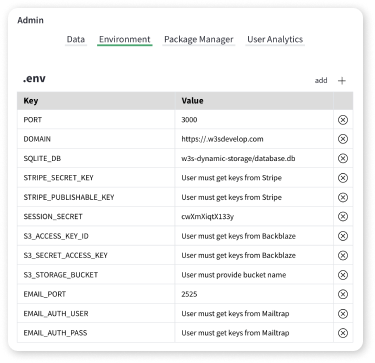 Admin
Data Environment Package Manager User Analytics
.env add +
Key Value
PORT 3000
DOMAIN https://.w3sdevelop.com
SQLITE_DB w3s-dynamic-storage/database.db
STRIPE_SECRET_KEY User must get keys from Stripe
STRIPE_PUBLISHABLE_KEY User must get keys from Stripe
SESSION_SECRET cwXmXiqtX133y
S3_ACCESS_KEY_ID User must get keys from Backblaze
S3_SECRET_ACCESS_KEY User must get keys from Backblaze
S3_STORAGE_BUCKET User must provide bucket name
EMAIL_PORT 2525
EMAIL_AUTH_USER User must get keys from Mailtrap
EMAIL_AUTH_PASS User must get keys from Mailtrap